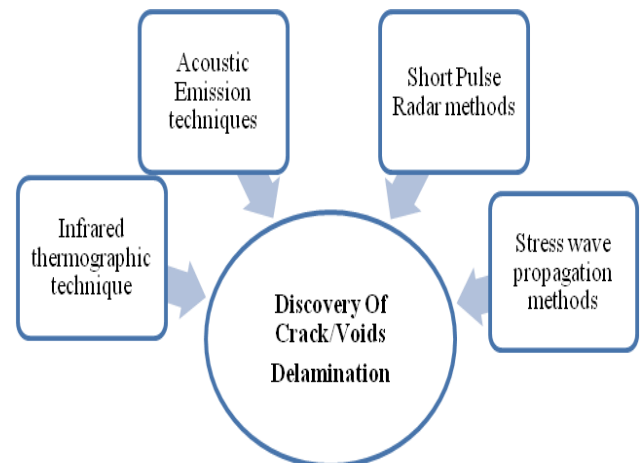 Acoustic
Emission
techniques
Short Pulse
Radar methods
Infrared
thermographic
technique
Stress wave
propagation
methods
Discovery Of
Crack/Voids
Delamination